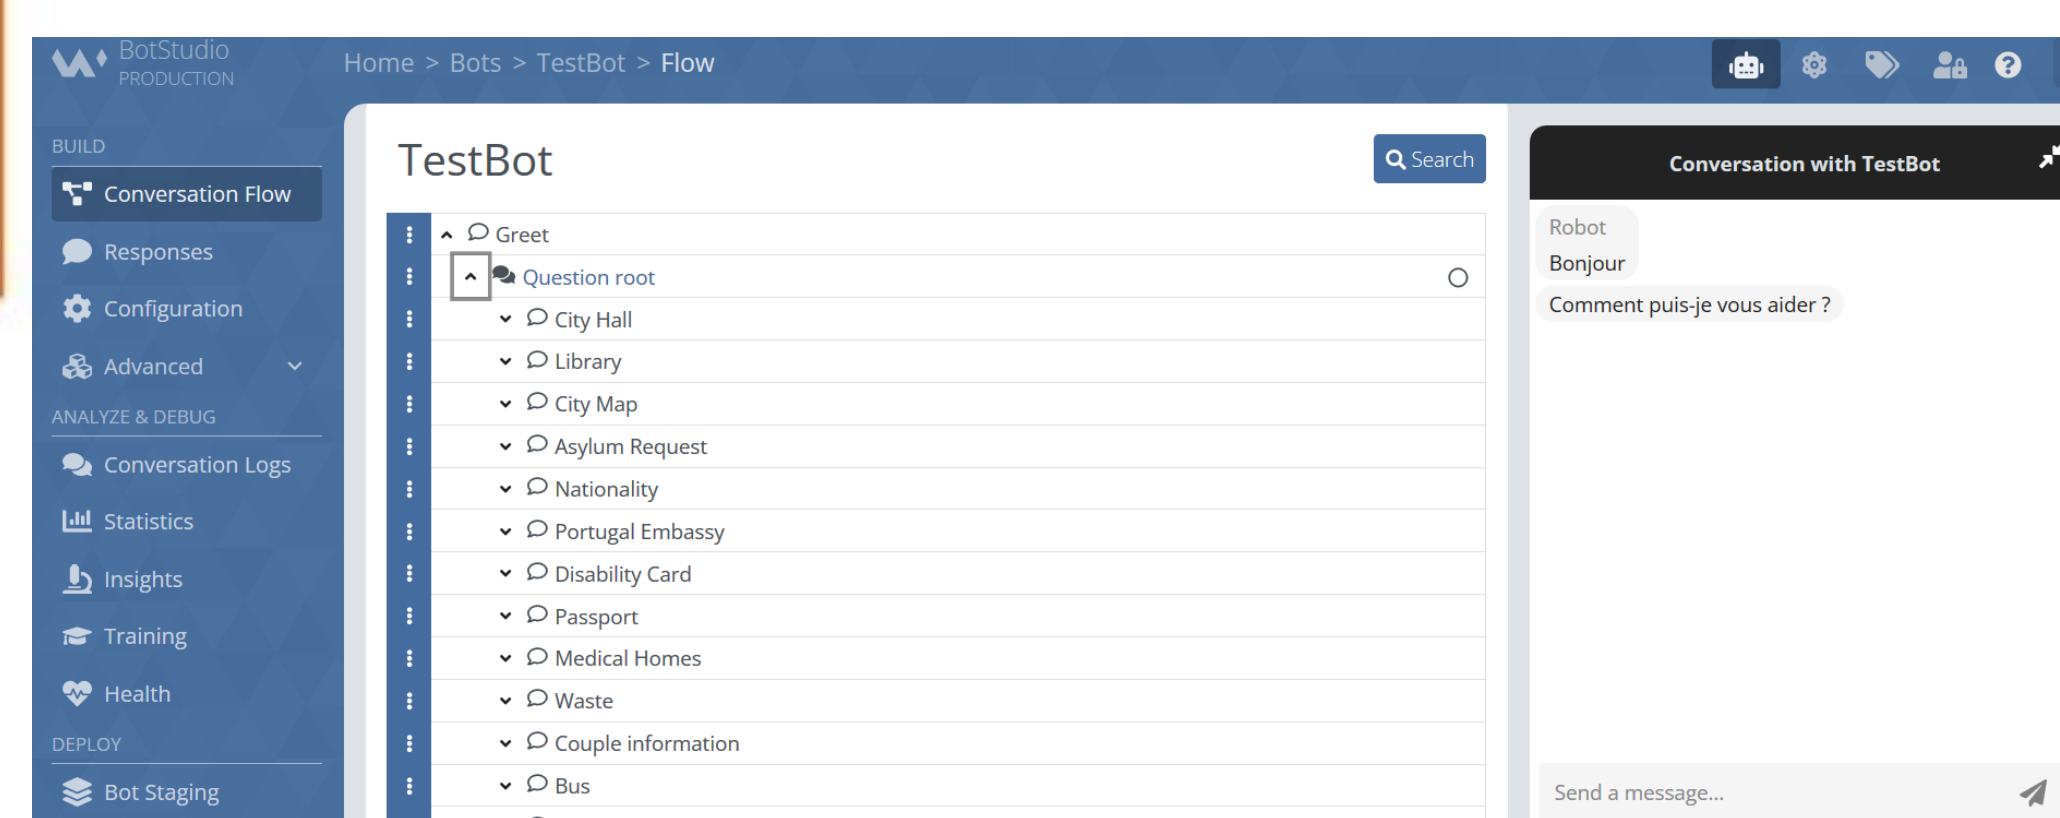 BotStudio
PRODUCTION
Home > Bots > TestBot > Flow
BUILD
Conversation Flow
Responses
Configuration
Advanced
ANALYZE & DEBUG
Conversation Logs
Statistics
Insights
Training
Health
DEPLOY
Bot Staging
TestBot
Search
Greet
Question root
City Hall
Library
City Map
Asylum Request
Nationality
Portugal Embassy
Disability Card
Passport
Medical Homes
Waste
Couple information
Bus
Conversation with TestBot
Robot
Bonjour
Comment puis-je vous aider ?
Send a message...